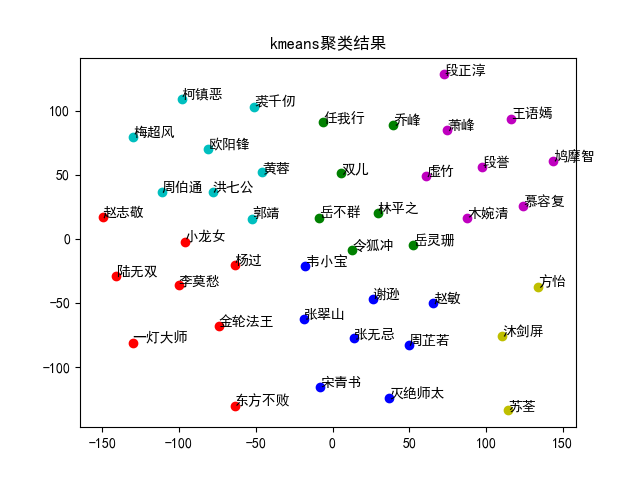 kmeans聚类结果
段正淳
柯镇恶
裘千仞
任我行
乔峰
王语嫣
萧峰
梅超风
欧阳锋
黄蓉
双儿
虚竹
段誉
鸠摩智
周伯通
洪七公
慕容复
赵志敬
郭靖
岳不群
林平之
木婉清
小龙女
令狐冲
岳灵珊
杨过
韦小宝
陆无双
李莫愁
方怡
谢逊
赵敏
金轮法王
张翠山
一灯大师
张无忌
周芷若
沐剑屏
宋青书
灭绝师太
东方不败
苏荃
100
50
0
−50
−100
−150
−100
−50
0
50
100
150